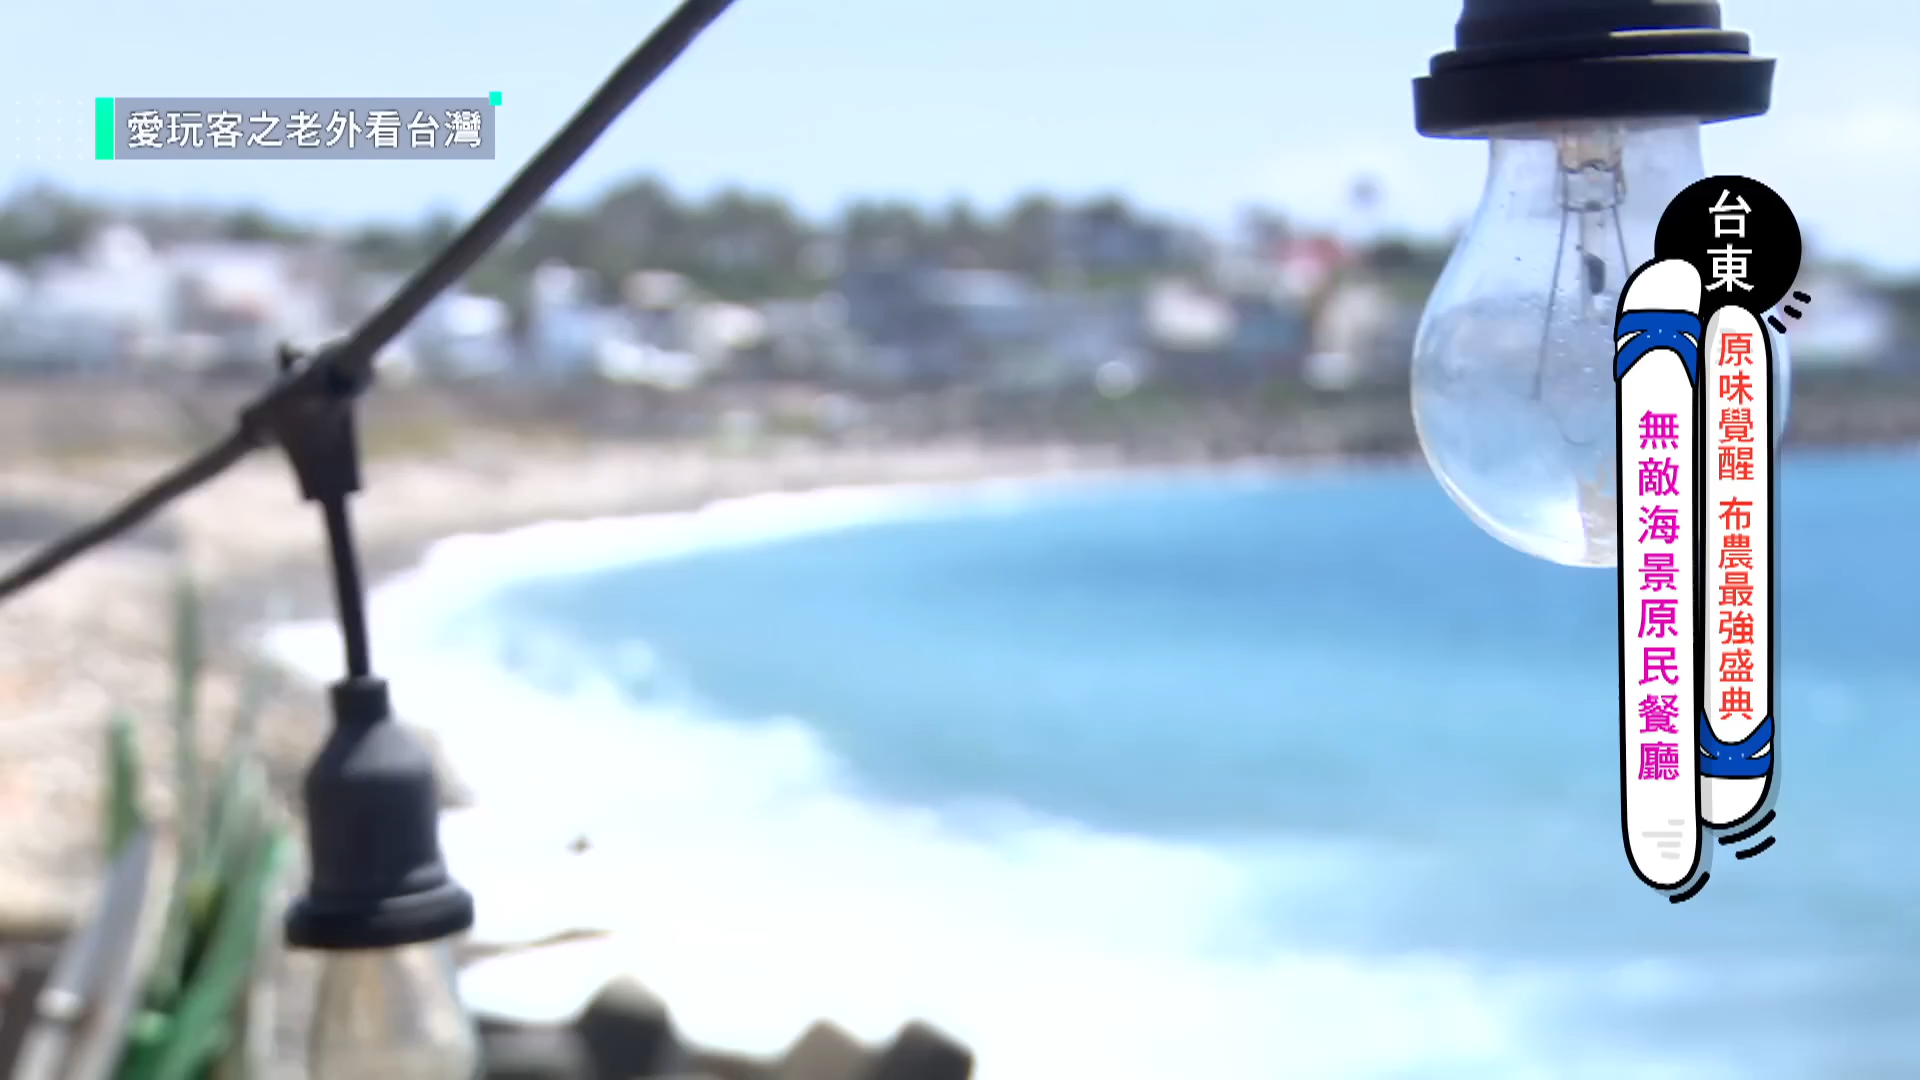 愛玩客之老外看台灣
台東
原味覺醒 布農最強盛典
無敵海景原民餐廳